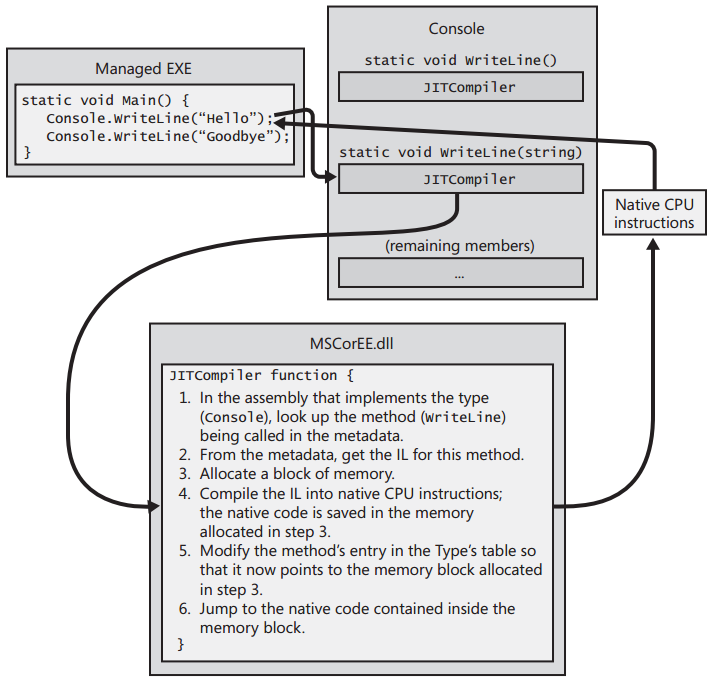 Managed EXE
static void Main() {
Console.WriteLine(“Hello”);
Console.WriteLine(“Goodbye”);
}
Console
static void WriteLine()
JITCompiler
static void WriteLine(string)
JITCompiler
(remaining members)
...
Native CPU
instructions
MSCorEE.dll
JITCompiler function {
1. In the assembly that implements the type
(Console), look up the method (WriteLine)
being called in the metadata.
2. From the metadata, get the IL for this method.
3. Allocate a block of memory.
4. Compile the IL into native CPU instructions;
the native code is saved in the memory
allocated in step 3.
5. Modify the method’s entry in the Type’s table so
that it now points to the memory block allocated
in step 3.
6. Jump to the native code contained inside the
memory block.
}